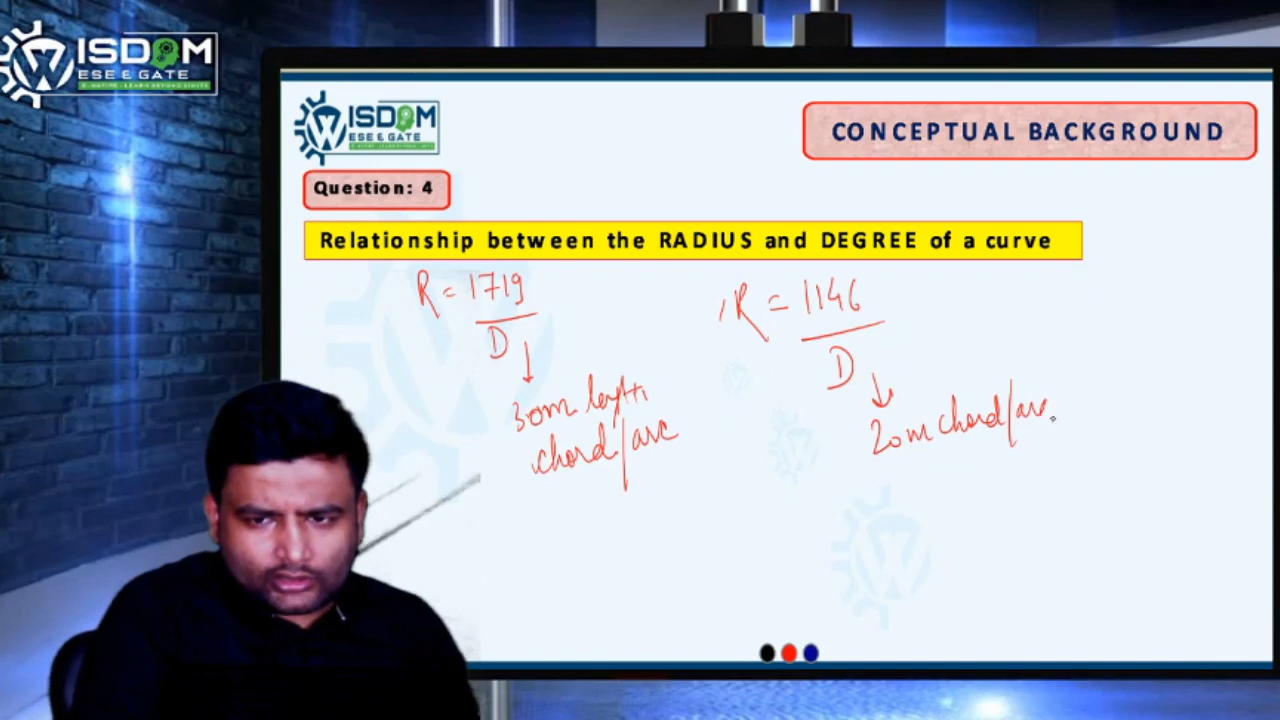 WISDOM
ESE & GATE
WISDOM
ESE & GATE
CONCEPTUAL BACKGROUND
Question: 4
Relationship between the RADIUS and DEGREE of a curve
R = 1719
D
30m length
chord/arc
R = 1146
D
20m chord/arc